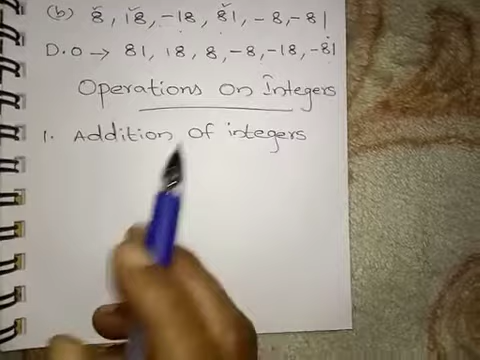 (b) 8, 18, -18, 81, -8, -81
D.O → 81, 18, 8, -8, -18, -81
Operations On Integers
1. Addition Of integers